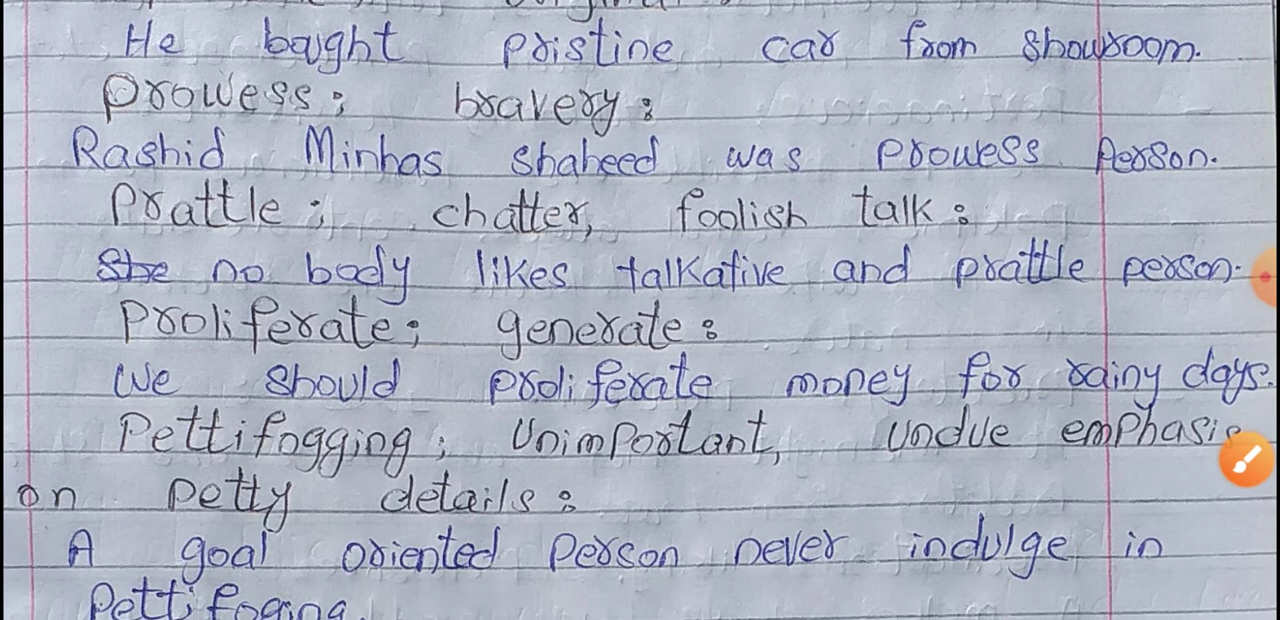 He bought pristine car from showroom.
Prowess; bravery:
Rashid Minhas shaheed was prowess person.
Prattle; chatter, foolish talk:
She no body likes talkative and prattle person.
Proliferate; generate:
We should proliferate money for rainy days.
Pettifogging; Unimportant, undue emphasis
on petty details:
A goal oriented person never indulge in
Pettifoging.